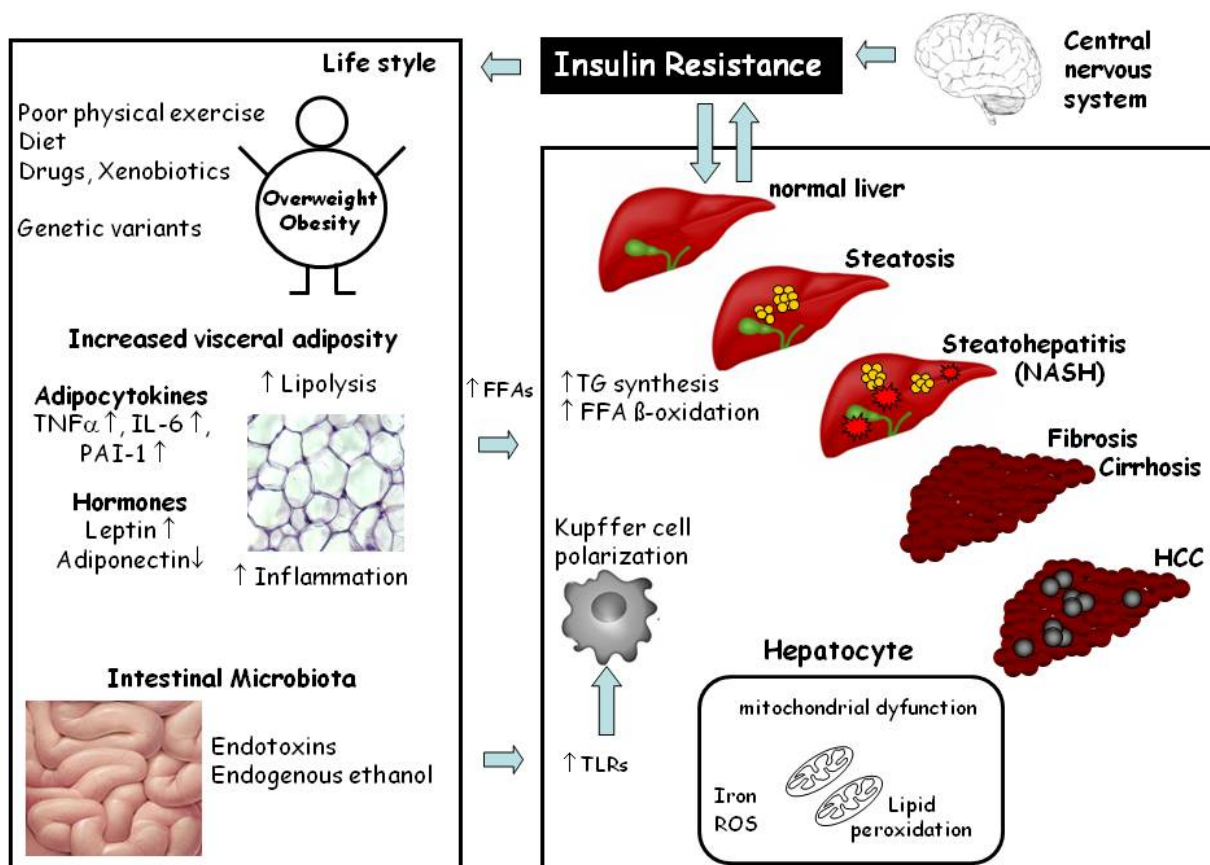 Life style
Poor physical exercise
Diet
Drugs, Xenobiotics
Genetic variants
Overweight
Obesity
Increased visceral adiposity
Adipocytokines
TNFα↑, IL-6↑,
PAI-1↑
Hormones
Leptin↑
Adiponectin↓
↑ Lipolysis
↑ Inflammation
Intestinal Microbiota
Endotoxins
Endogenous ethanol
Insulin Resistance
Central
nervous
system
↑ FFAs
normal liver
Steatosis
Steatohepatitis
(NASH)
Fibrosis
Cirrhosis
HCC
↑TG synthesis
↑ FFA ß-oxidation
Kupffer cell
polarization
↑ TLRs
Hepatocyte
mitochondrial dyfunction
Iron
ROS
Lipid
peroxidation